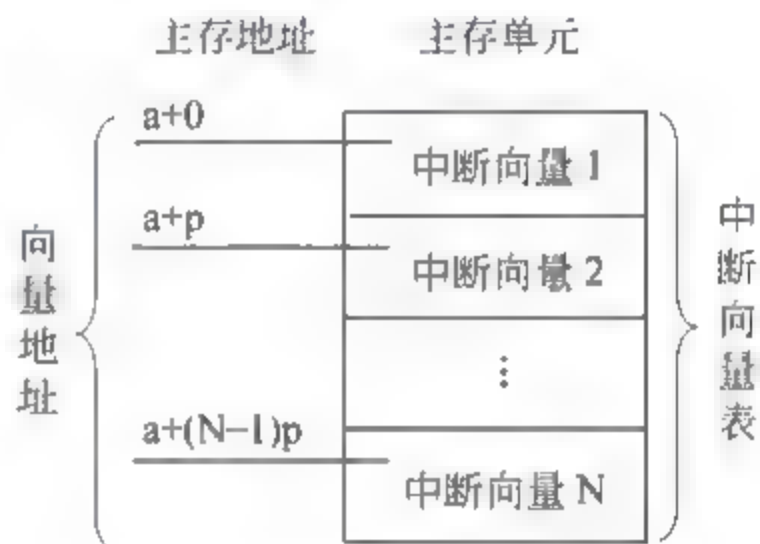 主存地址 主存单元
a+0
中断向量 1
a+p
中断向量 2
⋮
a+(N-1)p
中断向量 N
向量地址
中断向量表